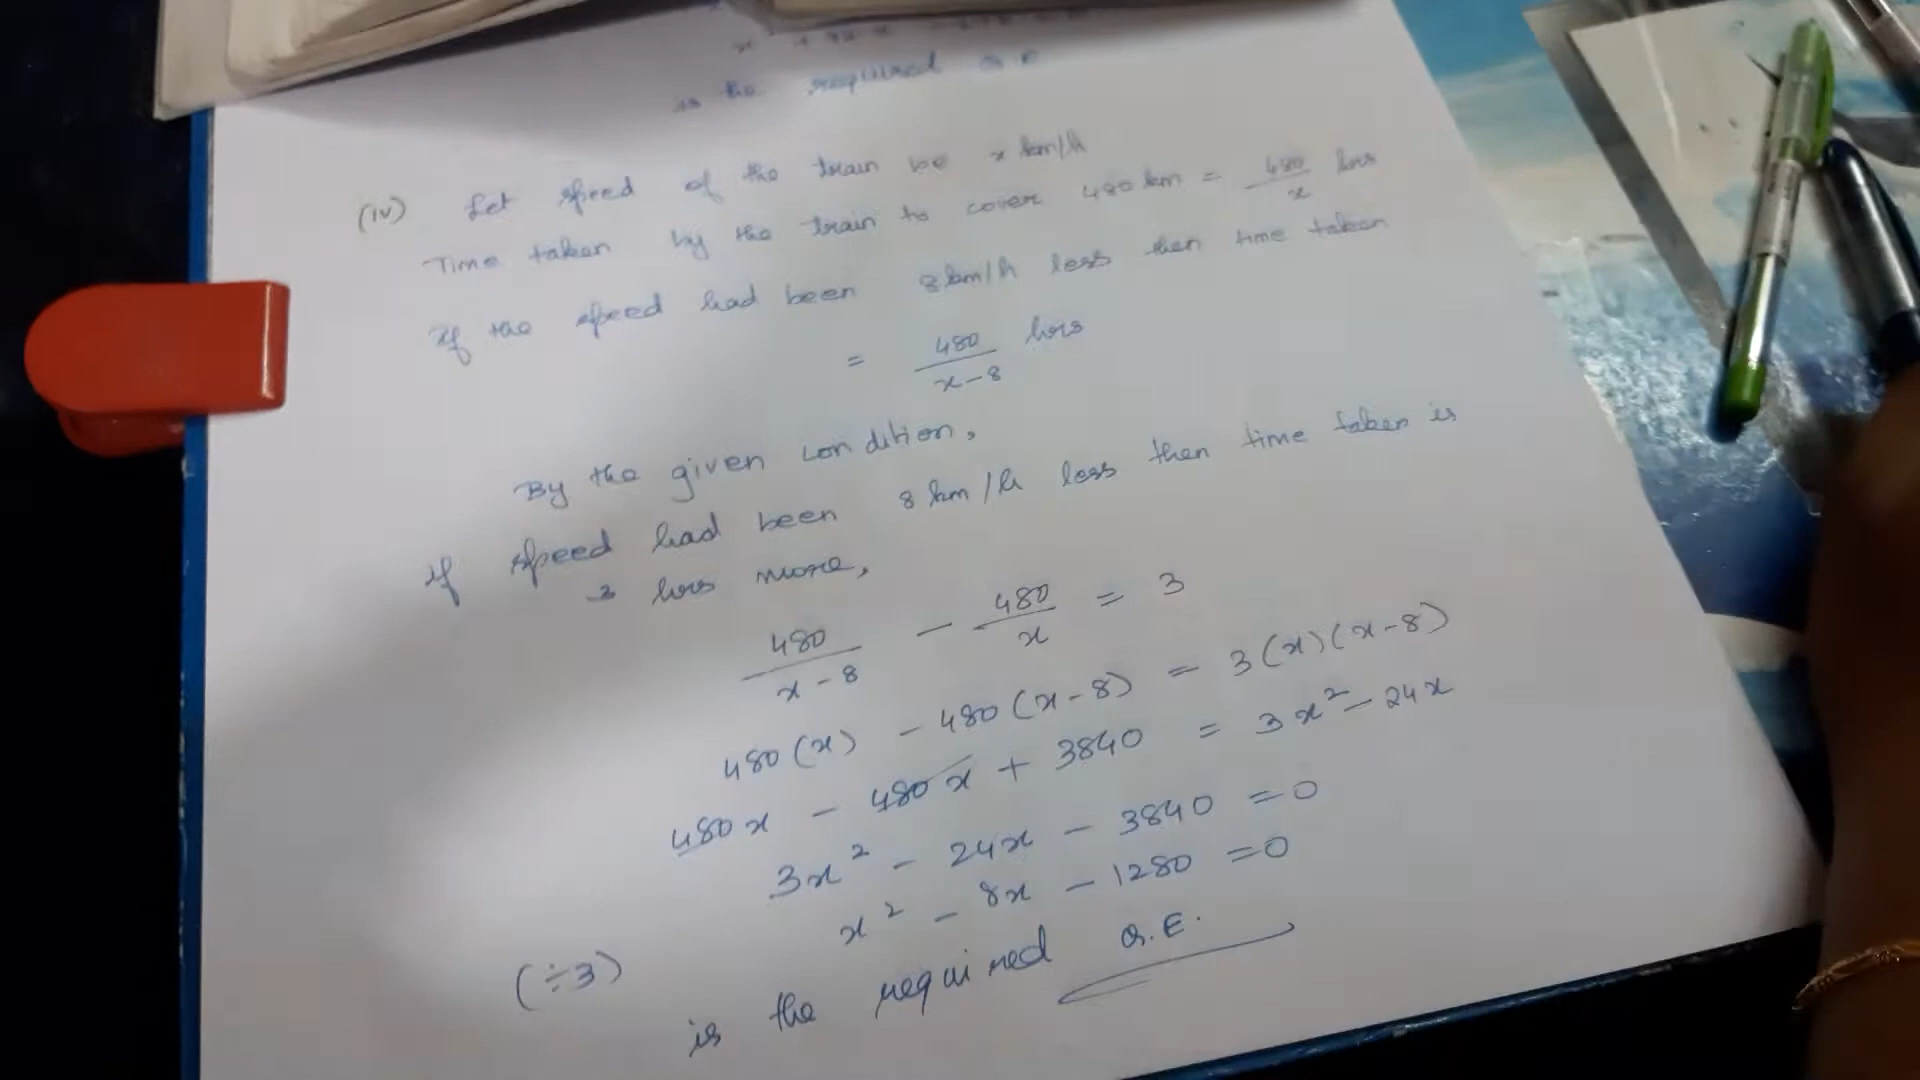 is the required Q.E
(iv) Let speed of the train be x km/h
Time taken by the train to cover 480 km = 480/x hrs
If the speed had been 8 km/h less then time taken
= 480/x-8 hrs
By the given condition,
if speed had been 8 km/h less then time taken is
3 hrs more,
480/x-8 - 480/x = 3
480(x) - 480(x-8) = 3(x)(x-8)
480x - 480x + 3840 = 3x² - 24x
3x² - 24x - 3840 = 0
(÷3) x² - 8x - 1280 = 0
is the required Q.E.